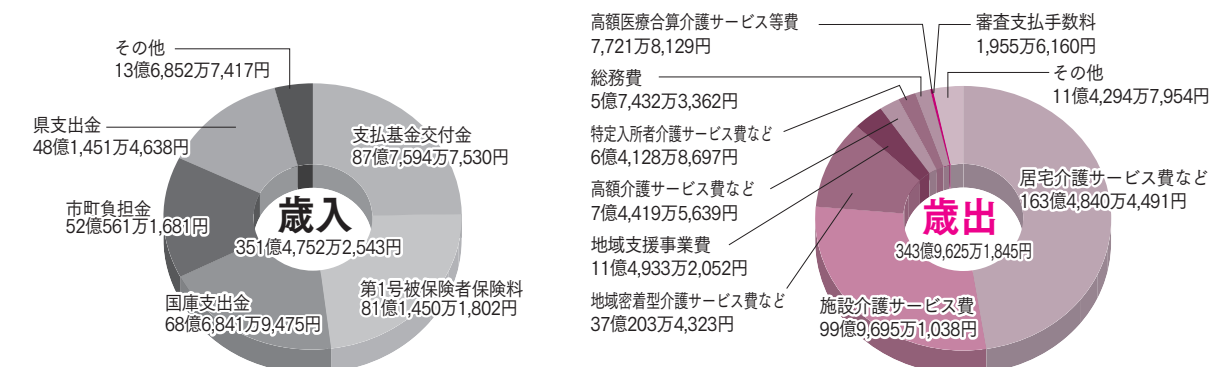 その他
13億6,852万7,417円
県支出金
48億1,451万4,638円
市町負担金
52億561万1,681円
国庫支出金
68億6,841万9,475円
支払基金交付金
87億7,594万7,530円
第1号被保険者保険料
81億1,450万1,802円
歳入
351億4,752万2,543円
高額医療合算介護サービス等費
7,721万8,129円
総務費
5億7,432万3,362円
特定入所者介護サービス費など
6億4,128万8,697円
高額介護サービス費など
7億4,419万5,639円
地域支援事業費
11億4,933万2,052円
地域密着型介護サービス費など
37億203万4,323円
審査支払手数料
1,955万6,160円
その他
11億4,294万7,954円
居宅介護サービス費など
163億4,840万4,491円
施設介護サービス費
99億9,695万1,038円
歳出
343億9,625万1,845円